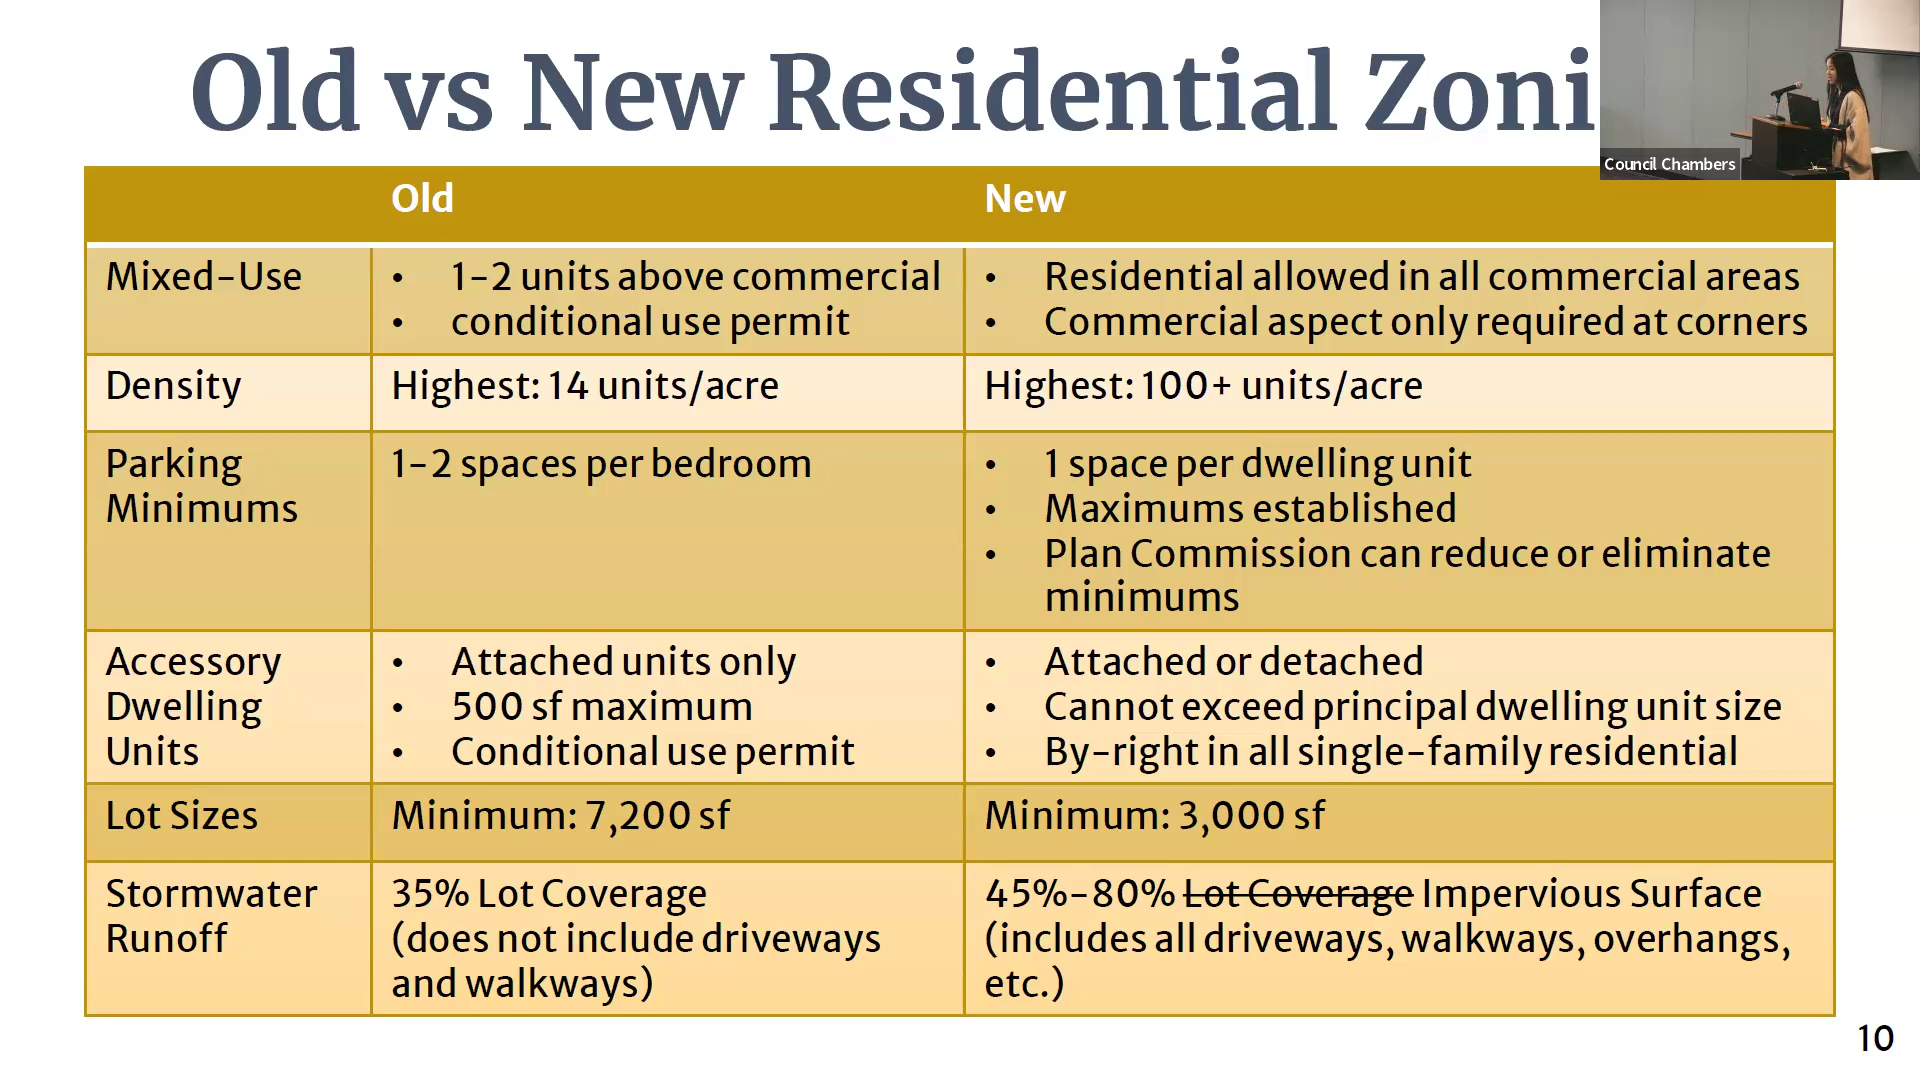 Old vs New Residential Zoni
Council Chambers
Old
New
Mixed-Use
• 1-2 units above commercial
• conditional use permit
• Residential allowed in all commercial areas
• Commercial aspect only required at corners
Density
Highest: 14 units/acre
Highest: 100+ units/acre
Parking
Minimums
1-2 spaces per bedroom
• 1 space per dwelling unit
• Maximums established
• Plan Commission can reduce or eliminate
minimums
Accessory
Dwelling
Units
• Attached units only
• 500 sf maximum
• Conditional use permit
• Attached or detached
• Cannot exceed principal dwelling unit size
• By-right in all single-family residential
Lot Sizes
Minimum: 7,200 sf
Minimum: 3,000 sf
Stormwater
Runoff
35% Lot Coverage
(does not include driveways
and walkways)
45%-80% Lot Coverage Impervious Surface
(includes all driveways, walkways, overhangs,
etc.)
10